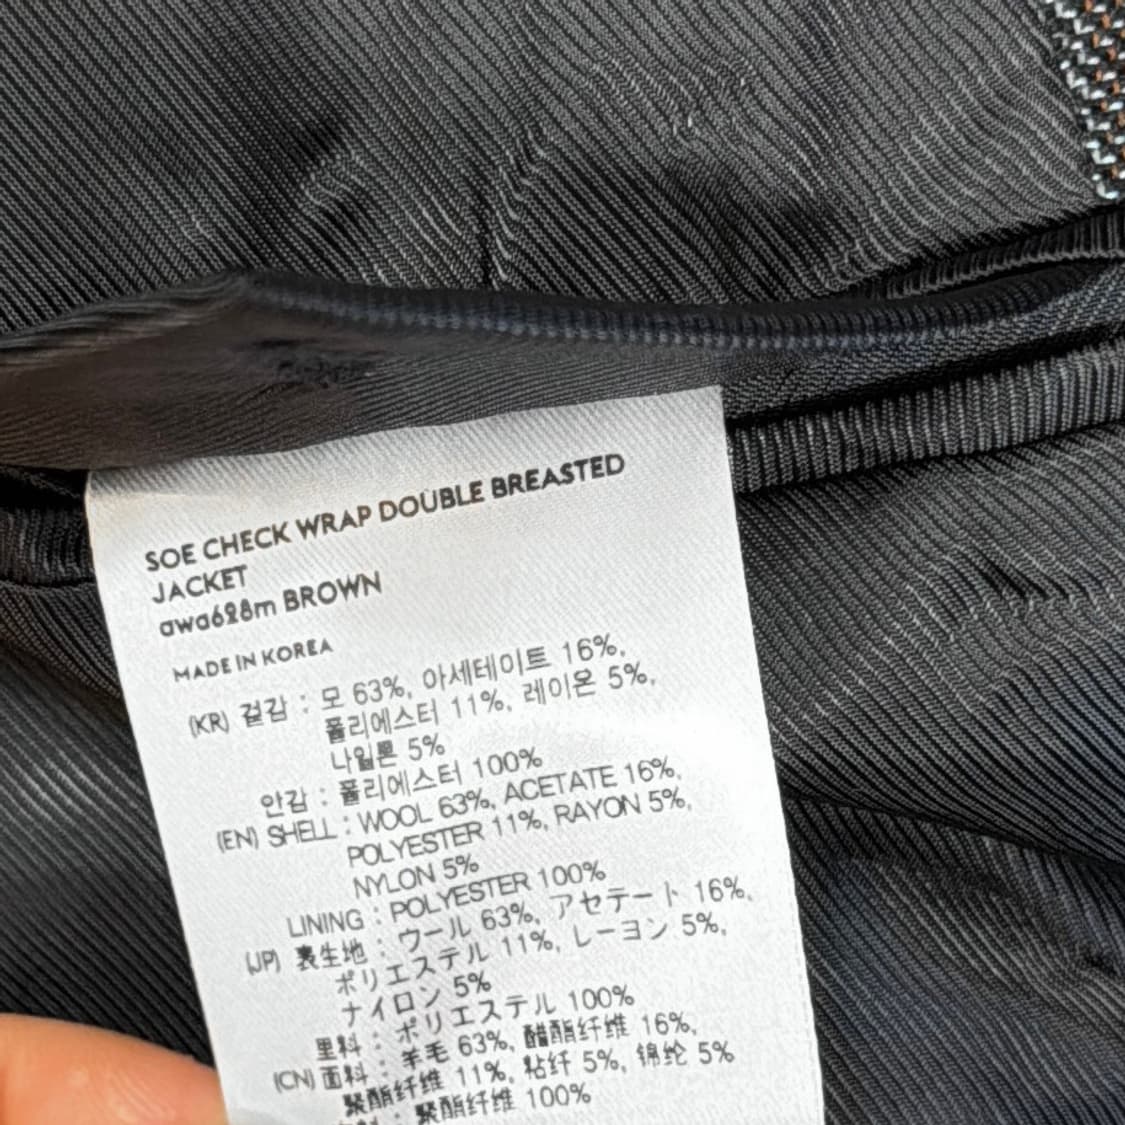 SOE CHECK WRAP DOUBLE BREASTED
JACKET
awa628m BROWN
MADE IN KOREA
(KR) 겉감 : 모 63%, 아세테이트 16%,
폴리에스터 11%, 레이온 5%,
나일론 5%
안감 : 폴리에스터 100%
(EN) SHELL : WOOL 63%, ACETATE 16%,
POLYESTER 11%, RAYON 5%,
NYLON 5%
LINING : POLYESTER 100%
(JP) 表生地 : ウール 63%, アセテート 16%,
ポリエステル 11%, レーヨン 5%,
ナイロン 5%
里料 : ポリエステル 100%
(CN) 面料 : 羊毛 63%, 醋酯纤维 16%,
聚酯纤维 11%, 粘纤 5%, 锦纶 5%
: 聚酯纤维 100%